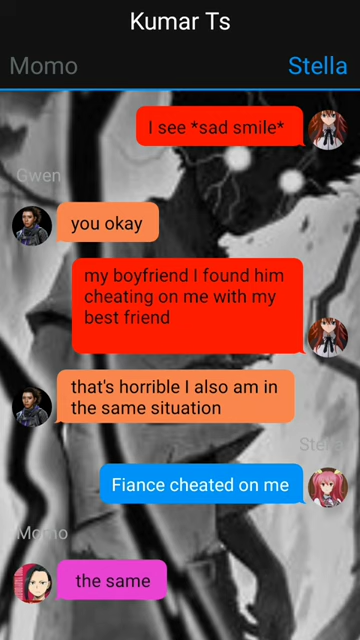 Kumar Ts
Momo Stella
I see *sad smile*
Gwen
you okay
my boyfriend I found him
cheating on me with my
best friend
that's horrible I also am in
the same situation
Stella
Fiance cheated on me
Momo
the same